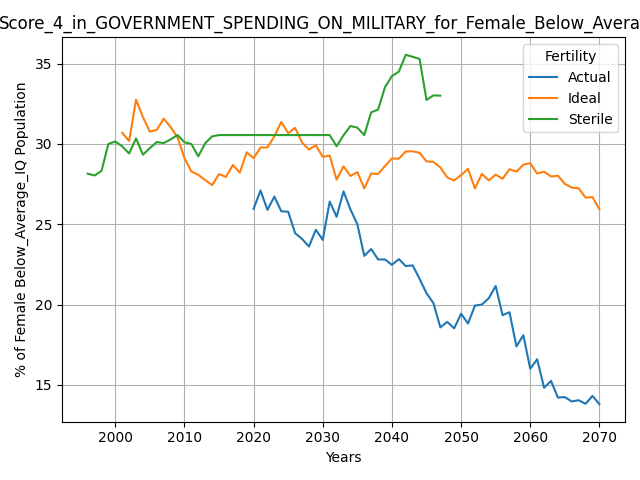 Score_4_in_GOVERNMENT_SPENDING_ON_MILITARY_for_Female_Below_Avera
Fertility
Actual
Ideal
Sterile
% of Female Below_Average_IQ Population
35
30
25
20
15
2000 2010 2020 2030 2040 2050 2060 2070
Years